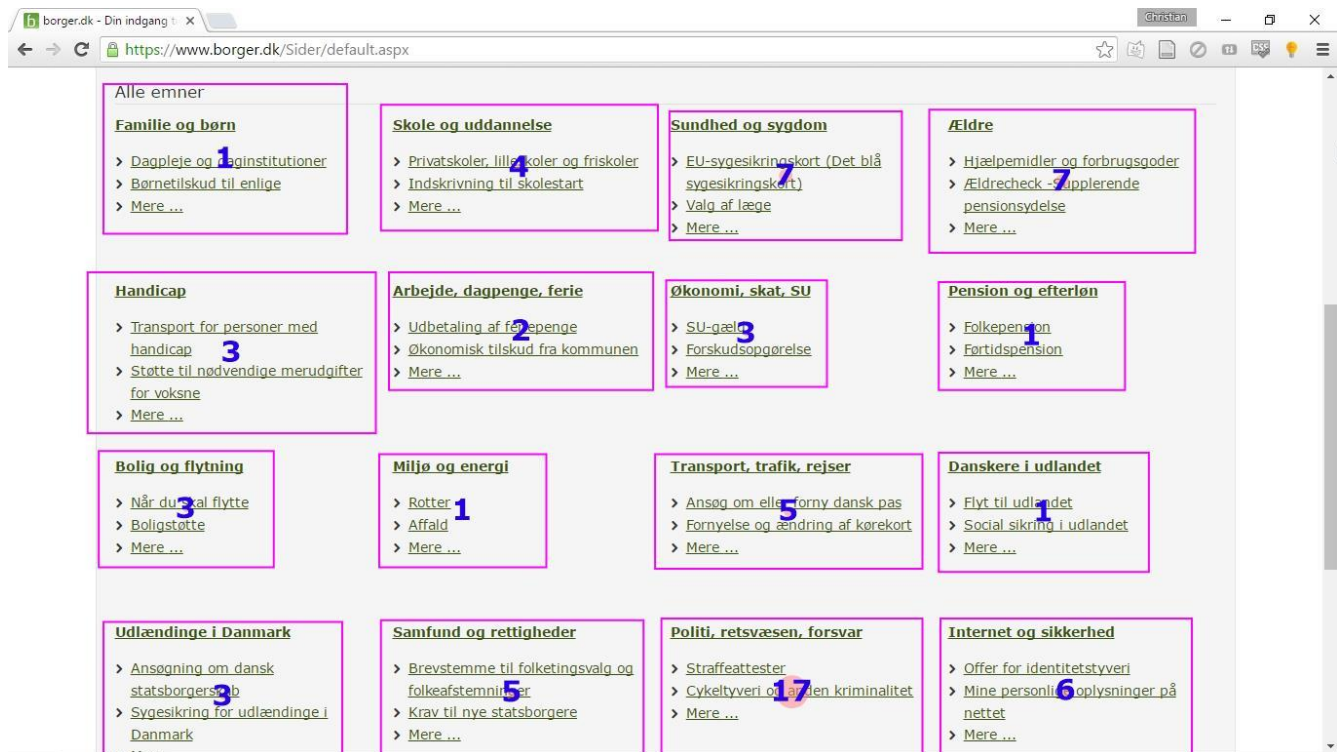 borger.dk - Din indgang t
Christian
https://www.borger.dk/Sider/default.aspx
Alle emner
Familie og børn
Dagpleje og daginstitutioner
Børnetilskud til enlige
Mere ...
1
Skole og uddannelse
Privatskoler, lilleskoler og friskoler
Indskrivning til skolestart
Mere ...
4
Sundhed og sygdom
EU-sygesikringskort (Det blå
sygesikringskort)
Valg af læge
Mere ...
7
Ældre
Hjælpemidler og forbrugsgoder
Ældrecheck -Supplerende
pensionsydelse
Mere ...
7
Handicap
Transport for personer med
handicap
Støtte til nødvendige merudgifter
for voksne
Mere ...
3
Arbejde, dagpenge, ferie
Udbetaling af feriepenge
Økonomisk tilskud fra kommunen
Mere ...
2
Økonomi, skat, SU
SU-gæld
Forskudsopgørelse
Mere ...
3
Pension og efterløn
Folkepension
Førtidspension
Mere ...
1
Bolig og flytning
Når du skal flytte
Boligstøtte
Mere ...
3
Miljø og energi
Rotter
Affald
Mere ...
1
Transport, trafik, rejser
Ansøg om eller forny dansk pas
Fornyelse og ændring af kørekort
Mere ...
5
Danskere i udlandet
Flyt til udlandet
Social sikring i udlandet
Mere ...
1
Udlændinge i Danmark
Ansøgning om dansk
statsborgerskab
Sygesikring for udlændinge i
Danmark
3
Samfund og rettigheder
Brevstemme til folketingsvalg og
folkeafstemninger
Krav til nye statsborgere
Mere ...
5
Politi, retsvæsen, forsvar
Straffeattester
Cykeltyveri og anden kriminalitet
Mere ...
17
Internet og sikkerhed
Offer for identitetstyveri
Mine personlige oplysninger på
nettet
Mere ...
6